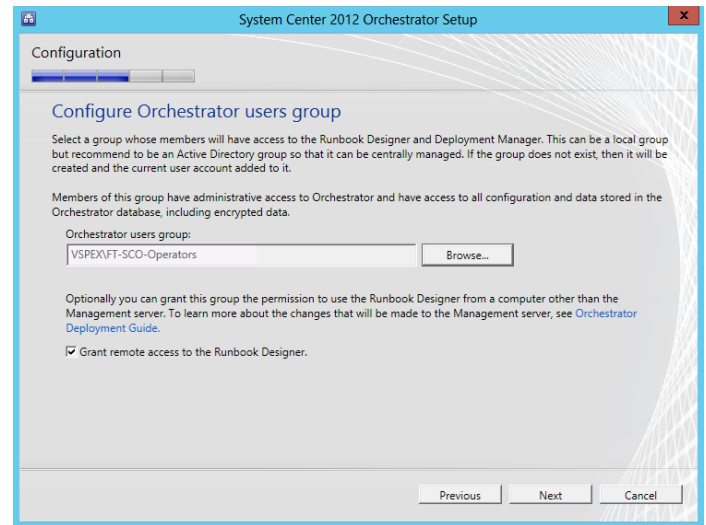 System Center 2012 Orchestrator Setup
x
Configuration
Configure Orchestrator users group
Select a group whose members will have access to the Runbook Designer and Deployment Manager. This can be a local group
but recommend to be an Active Directory group so that it can be centrally managed. If the group does not exist, then it will be
created and the current user account added to it.
Members of this group have administrative access to Orchestrator and have access to all configuration and data stored in the
Orchestrator database, including encrypted data.
Orchestrator users group:
VSPEX\FT-SCO-Operators
Browse...
Optionally you can grant this group the permission to use the Runbook Designer from a computer other than the
Management server. To learn more about the changes that will be made to the Management server, see Orchestrator
Deployment Guide.
Grant remote access to the Runbook Designer.
Previous Next Cancel